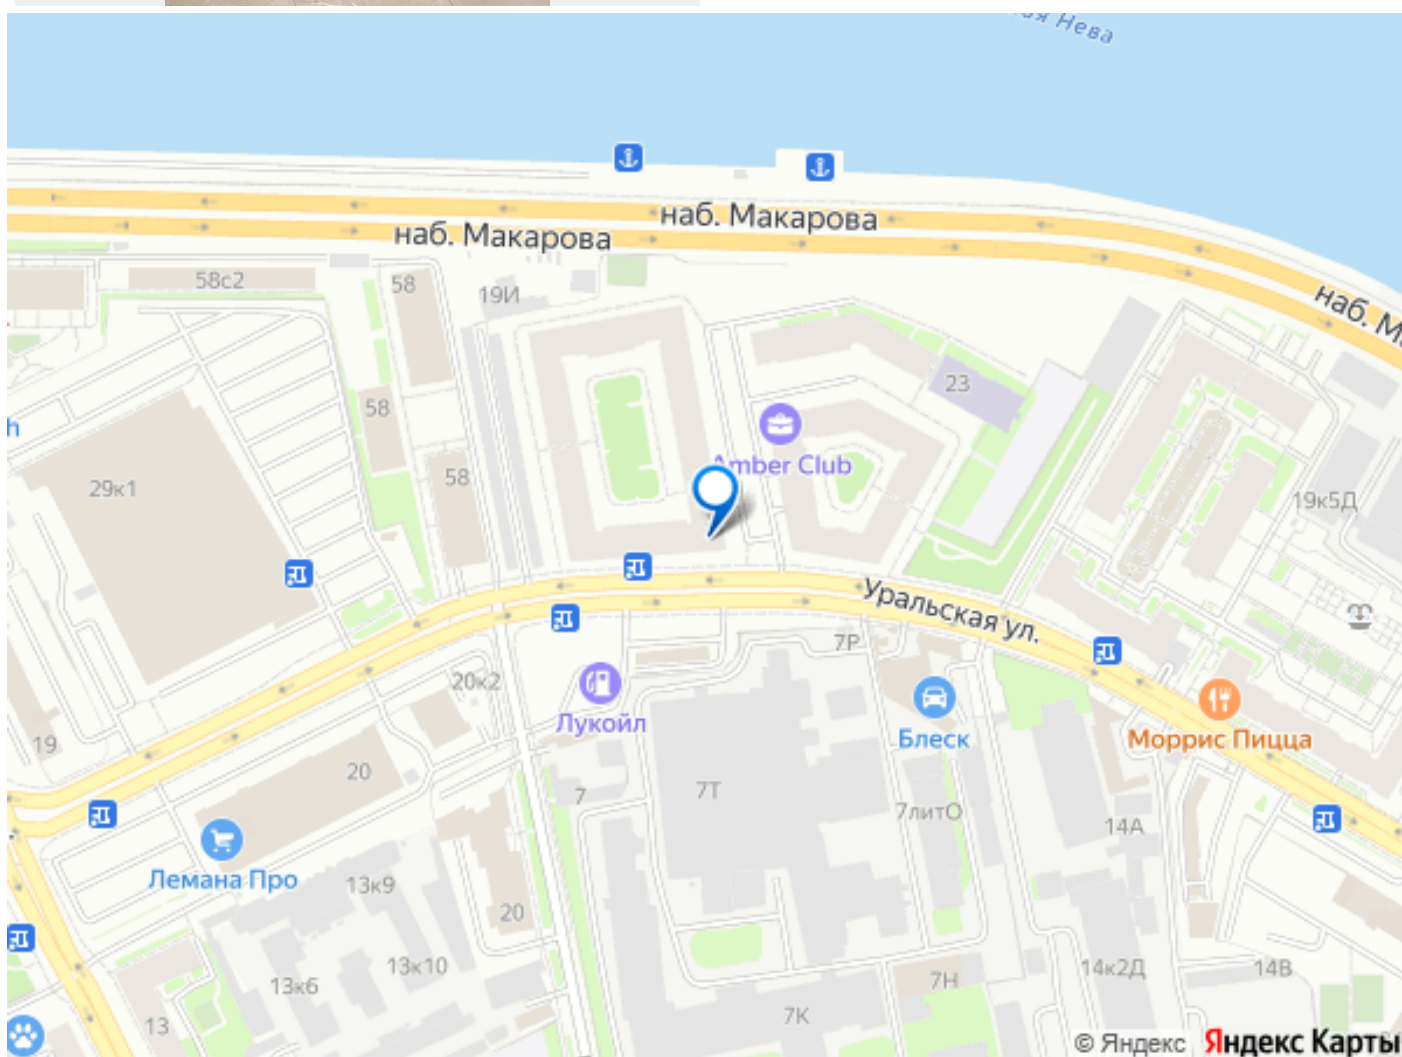 ая Нева
наб. Макарова
наб. Макарова
наб. М
58с2
58
19И
58
23
h
Amber Club
58
29к1
19к5Д
Уральская ул.
7Р
20к2
Лукойл
Блеск
Моррис Пицца
19
20
7
7Т
7литО
14А
Лемана Про
13к9
20
13к10
13к6
7Н
14к2Д
14В
13
7К
© Яндекс
Яндекс Карты